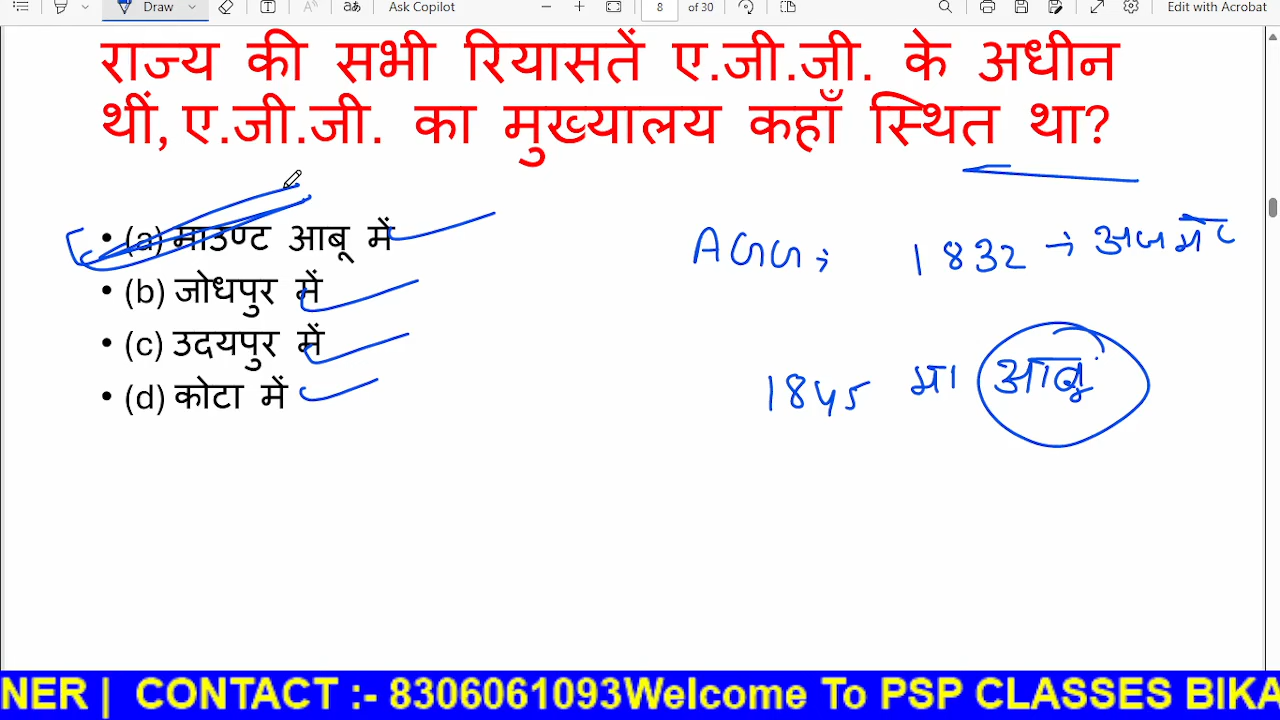 Draw
Ask Copilot
8 of 30
Edit with Acrobat
राज्य की सभी रियासतें ए.जी.जी. के अधीन
थीं, ए.जी.जी. का मुख्यालय कहाँ स्थित था?
• (a) माउण्ट आबू में
• (b) जोधपुर में
• (c) उदयपुर में
• (d) कोटा में
AGG; 1832 → अजमेर
1845 मा आबू
NER | CONTACT :- 8306061093Welcome To PSP CLASSES BIKA